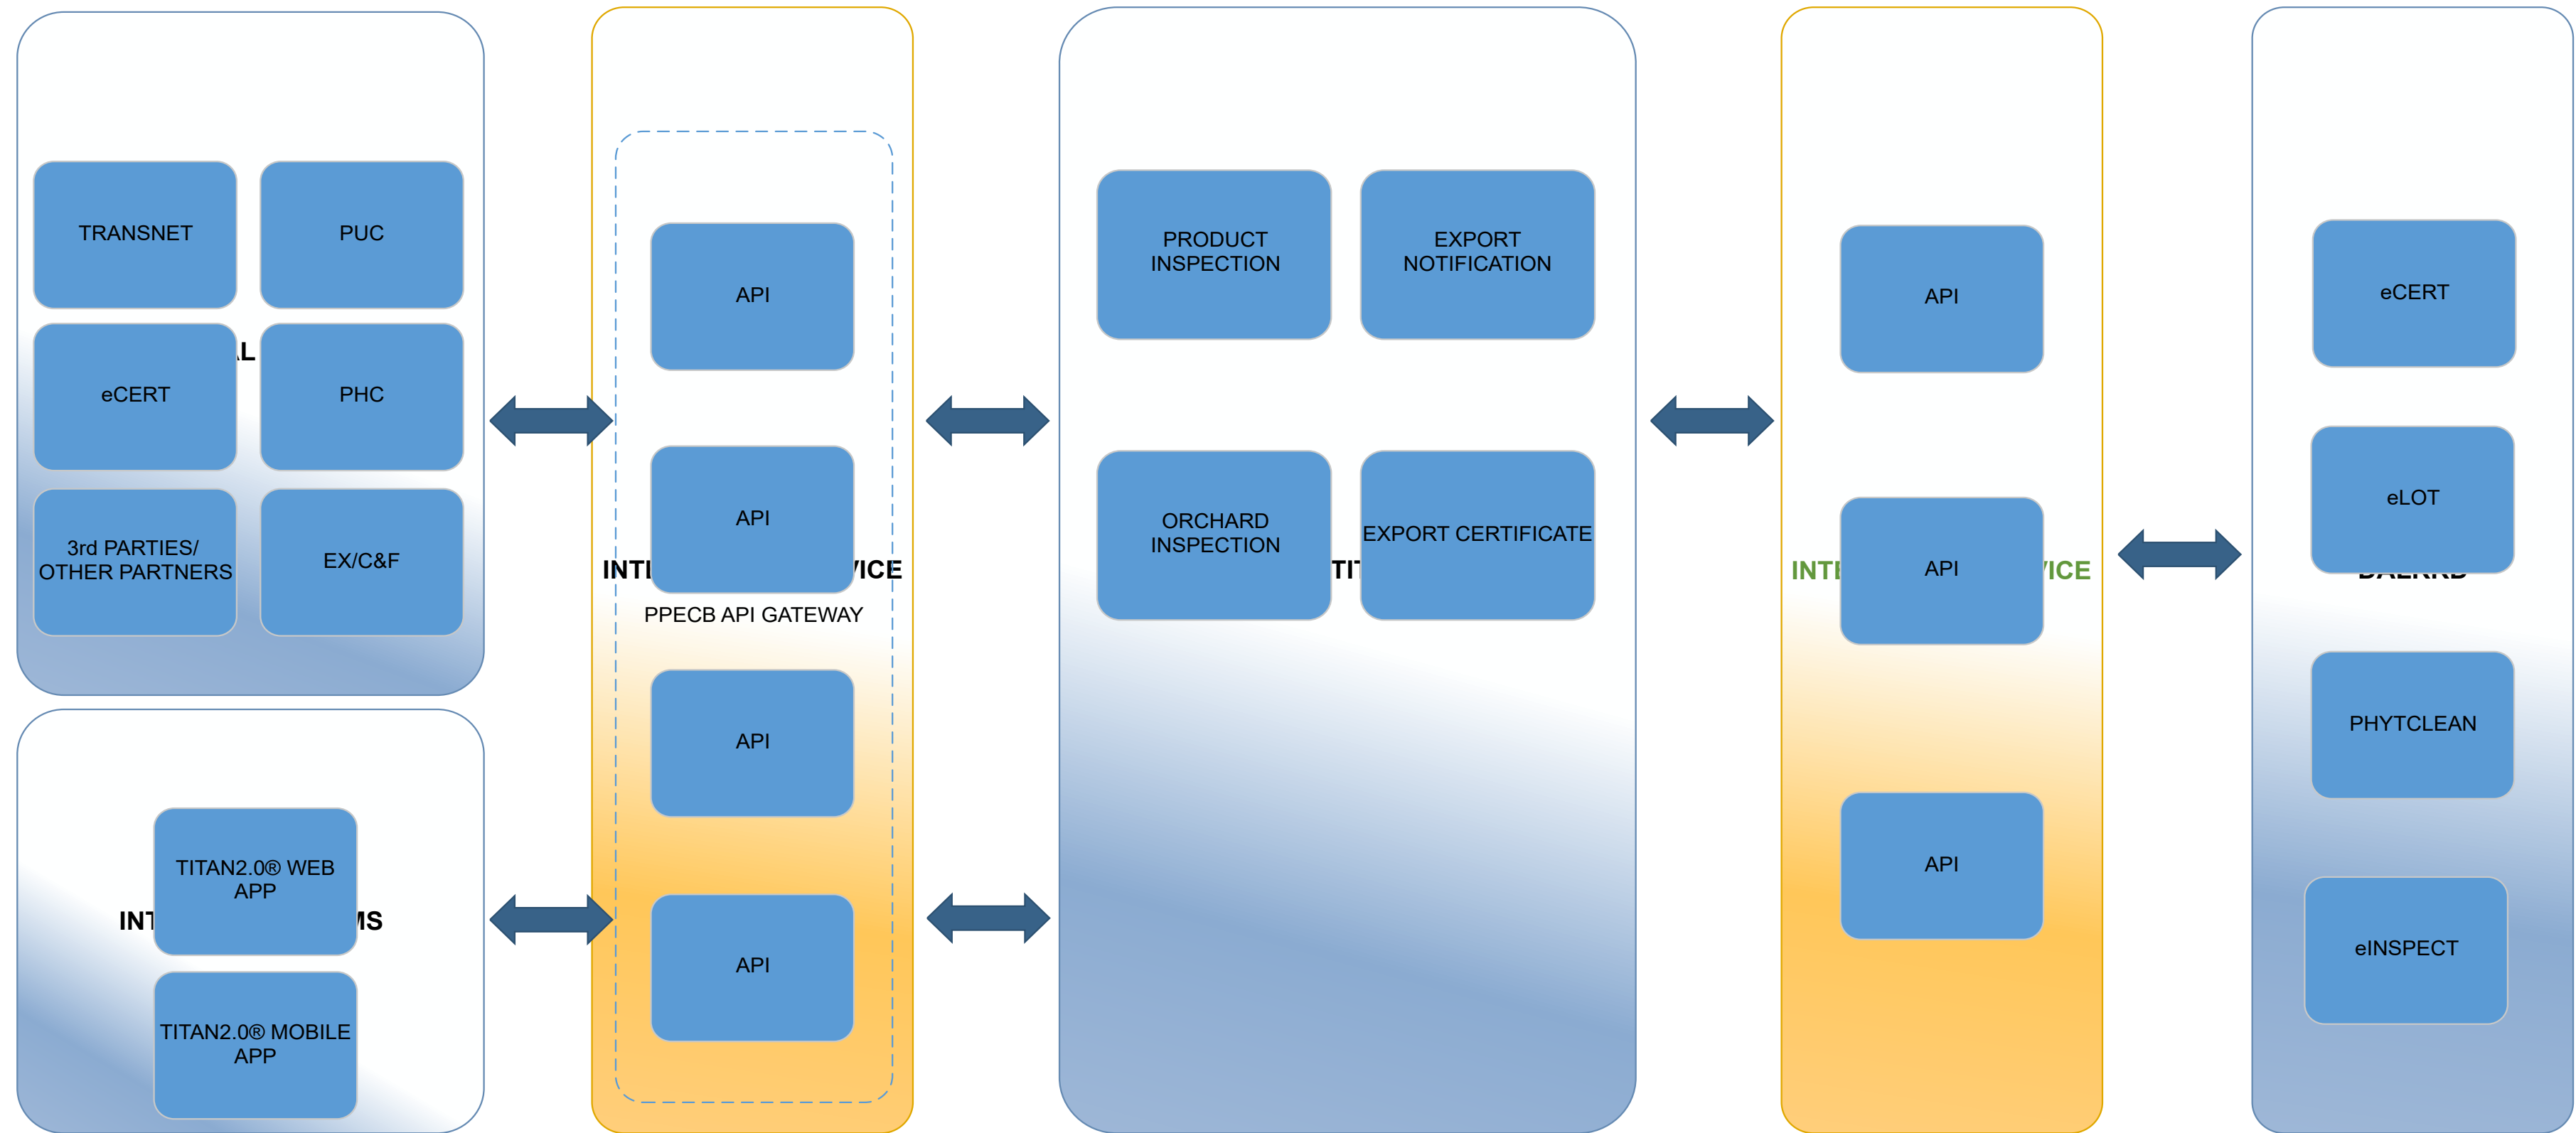 TRANSNET
PUC
eCERT
PHC
3rd PARTIES/
OTHER PARTNERS
EX/C&F
TITAN2.0® WEB
APP
TITAN2.0® MOBILE
APP
API
API
PPECB API GATEWAY
API
API
PRODUCT
INSPECTION
EXPORT
NOTIFICATION
ORCHARD
INSPECTION
EXPORT CERTIFICATE
API
API
API
eCERT
eLOT
PHYTCLEAN
eINSPECT